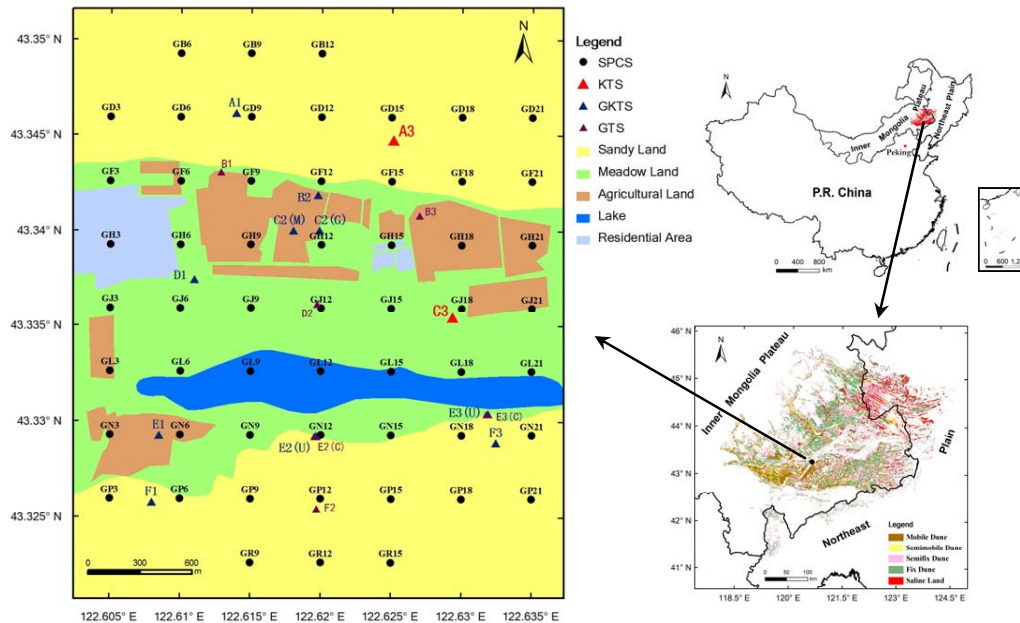 N
43.35° N
43.345° N
43.34° N
43.335° N
43.33° N
43.325° N
GB6 GB9 GB12
GD3 GD6 A1 GD9 GD12 GD15 GD18 GD21
A3
B1
GF3 GF6 GF9 GF12 GF15 GF18 GF21
B2
B3
C2(M) C2(G)
GH3 GH6 GH9 GH12 GH15 GH18 GH21
D1
GJ3 GJ6 GJ9 GJ12 GJ15 GJ18 GJ21
D2
C3
GL3 GL6 GL9 GL12 GL15 GL18 GL21
E3(U) E3(C)
GN3 E1 GN6 GN9 GN12 GN15 GN18 GN21
E2(U) E2(C)
F3
GP3 GP6 GP9 GP12 GP15 GP18 GP21
F1
F2
GR9 GR12 GR15
0 300 600
m
122.605° E 122.61° E 122.615° E 122.62° E 122.625° E 122.63° E 122.635° E
Legend
SPCS
KTS
GKTS
GTS
Sandy Land
Meadow Land
Agricultural Land
Lake
Residential Area
N
Inner Mongolia Plateau
Northeast Plain
Peking
P.R. China
0 400 800
km
0 600 1,2
46° N
45° N
44° N
43° N
42° N
41° N
N
Inner Mongolia Plateau
Northeast Plain
Legend
Mobile Dune
Semimobile Dune
Semifix Dune
Fix Dune
Saline Land
0 50 100
km
118.5° E 120° E 121.5° E 123° E 124.5° E